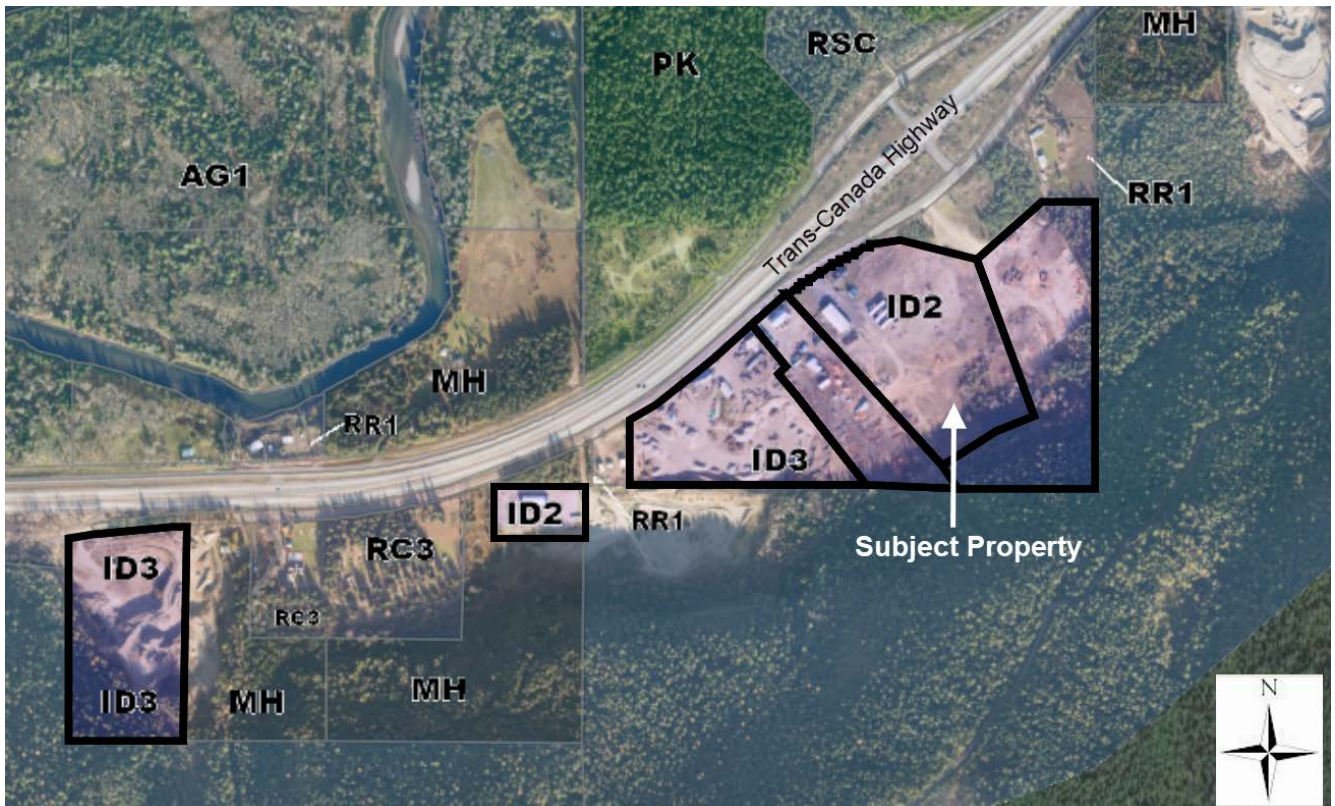 MH
RSC
PK
Trans-Canada Highway
AG1
RR1
ID2
MH
RR1
ID3
ID2
RR1
RC3
Subject Property
ID3
RC3
ID3
MH
MH
N